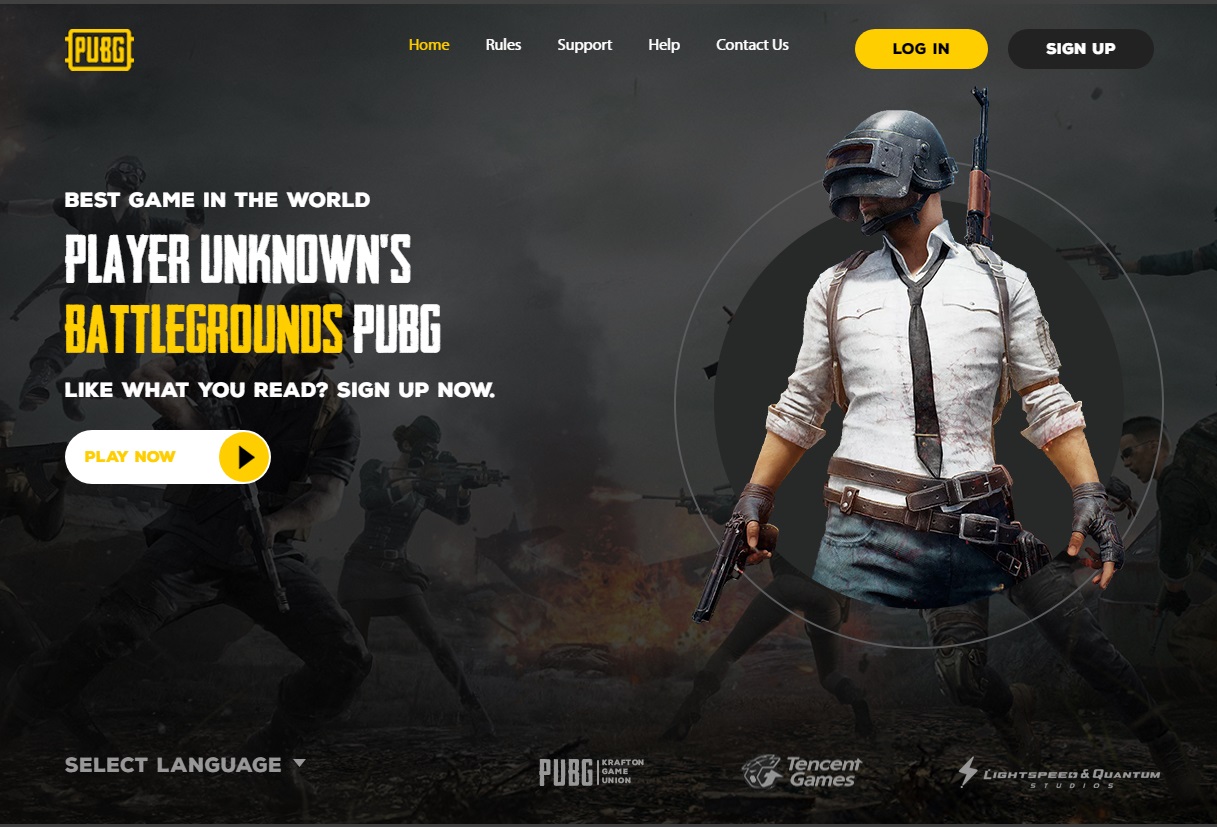 PUBG
Home Rules Support Help Contact Us LOG IN SIGN UP
BEST GAME IN THE WORLD
PLAYER UNKNOWN'S
BATTLEGROUNDS PUBG
LIKE WHAT YOU READ? SIGN UP NOW.
PLAY NOW
SELECT LANGUAGE
PUBG KRAFTON GAME UNION
Tencent Games
LIGHTSPEED & QUANTUM
STUDIOS